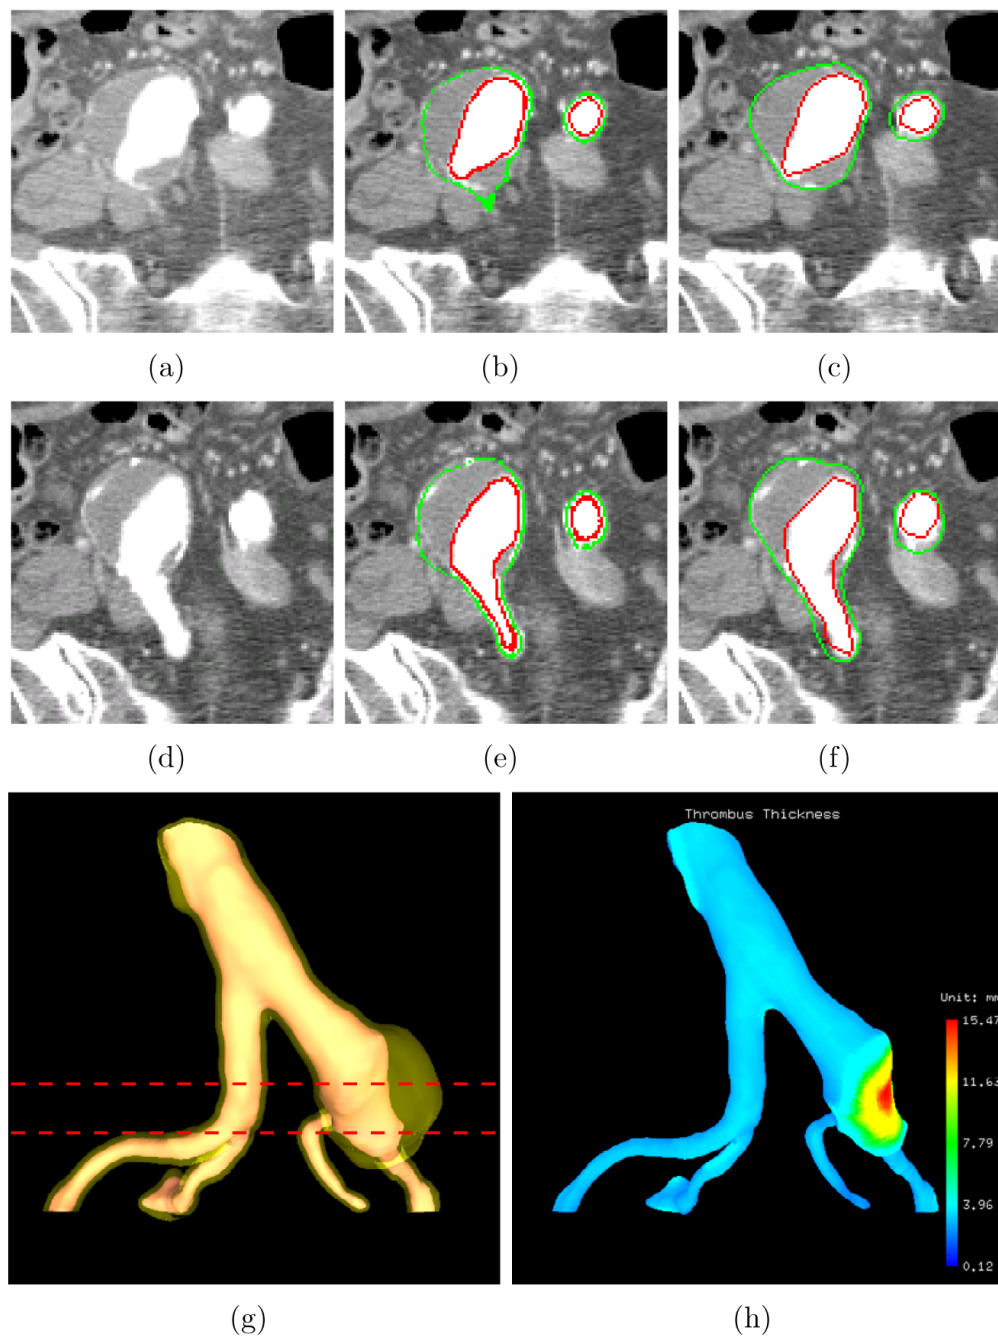 (a) (b) (c)
(d) (e) (f)
Thrombus Thickness
Unit: mm
15.47
11.63
7.79
3.96
0.12
(g) (h)